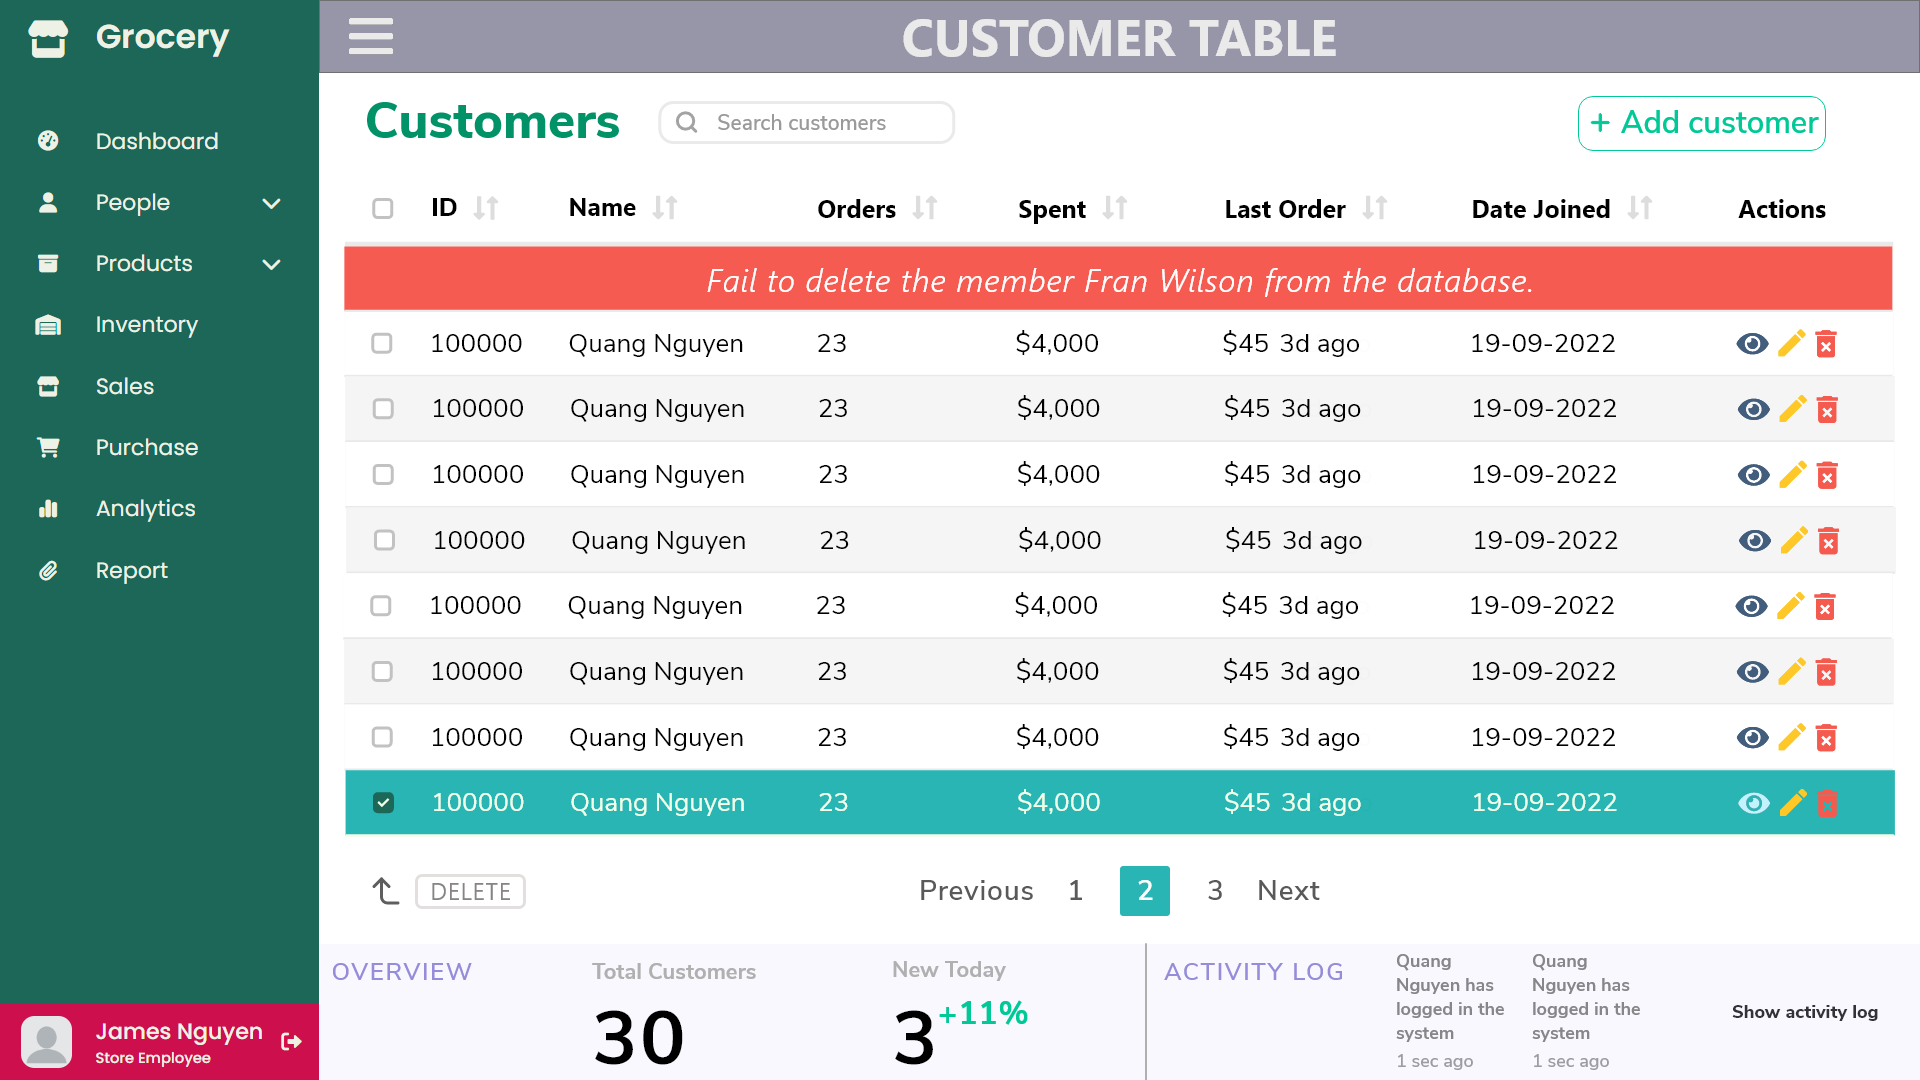 Grocery
Dashboard
People
Products
Inventory
Sales
Purchase
Analytics
Report
James Nguyen
Store Employee
CUSTOMER TABLE
Customers
Search customers
+ Add customer
ID Name Orders Spent Last Order Date Joined Actions
Fail to delete the member Fran Wilson from the database.
100000 Quang Nguyen 23 $4,000 $45 3d ago 19-09-2022
100000 Quang Nguyen 23 $4,000 $45 3d ago 19-09-2022
100000 Quang Nguyen 23 $4,000 $45 3d ago 19-09-2022
100000 Quang Nguyen 23 $4,000 $45 3d ago 19-09-2022
100000 Quang Nguyen 23 $4,000 $45 3d ago 19-09-2022
100000 Quang Nguyen 23 $4,000 $45 3d ago 19-09-2022
100000 Quang Nguyen 23 $4,000 $45 3d ago 19-09-2022
100000 Quang Nguyen 23 $4,000 $45 3d ago 19-09-2022
DELETE
Previous 1 2 3 Next
OVERVIEW
Total Customers
30
New Today
3 +11%
ACTIVITY LOG
Quang
Nguyen has
logged in the
system
1 sec ago
Quang
Nguyen has
logged in the
system
1 sec ago
Show activity log